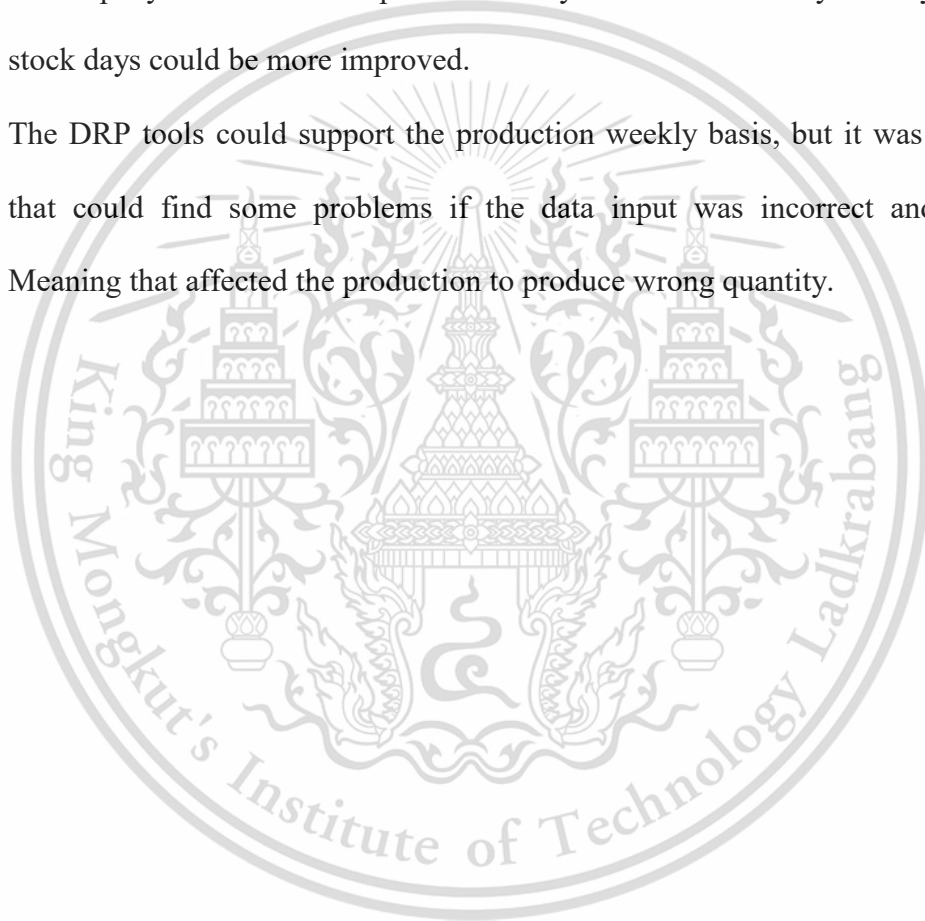 stock days could be more improved.
The DRP tools could support the production weekly basis, but it was
that could find some problems if the data input was incorrect and
Meaning that affected the production to produce wrong quantity.
King Mongkut's Institute of Technology Ladkrabang